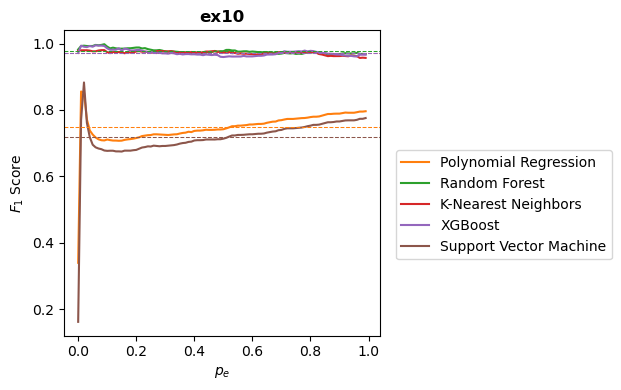 ex10
F1 Score
1.0
0.8
0.6
0.4
0.2
0.0 0.2 0.4 0.6 0.8 1.0
pe
Polynomial Regression
Random Forest
K-Nearest Neighbors
XGBoost
Support Vector Machine